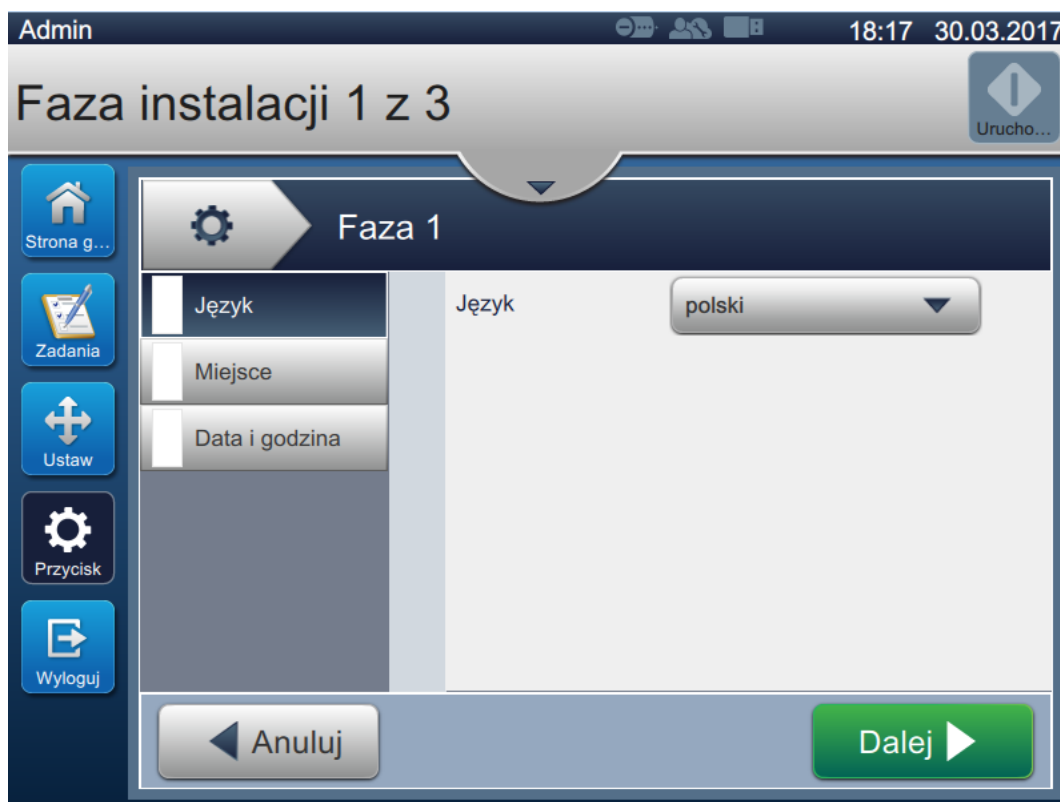 Admin 18:17 30.03.2017
Faza instalacji 1 z 3
Urucho...
Strona g...
Zadania
Ustaw
Przycisk
Wyloguj
Faza 1
Język
Miejsce
Data i godzina
Język polski
Anuluj
Dalej